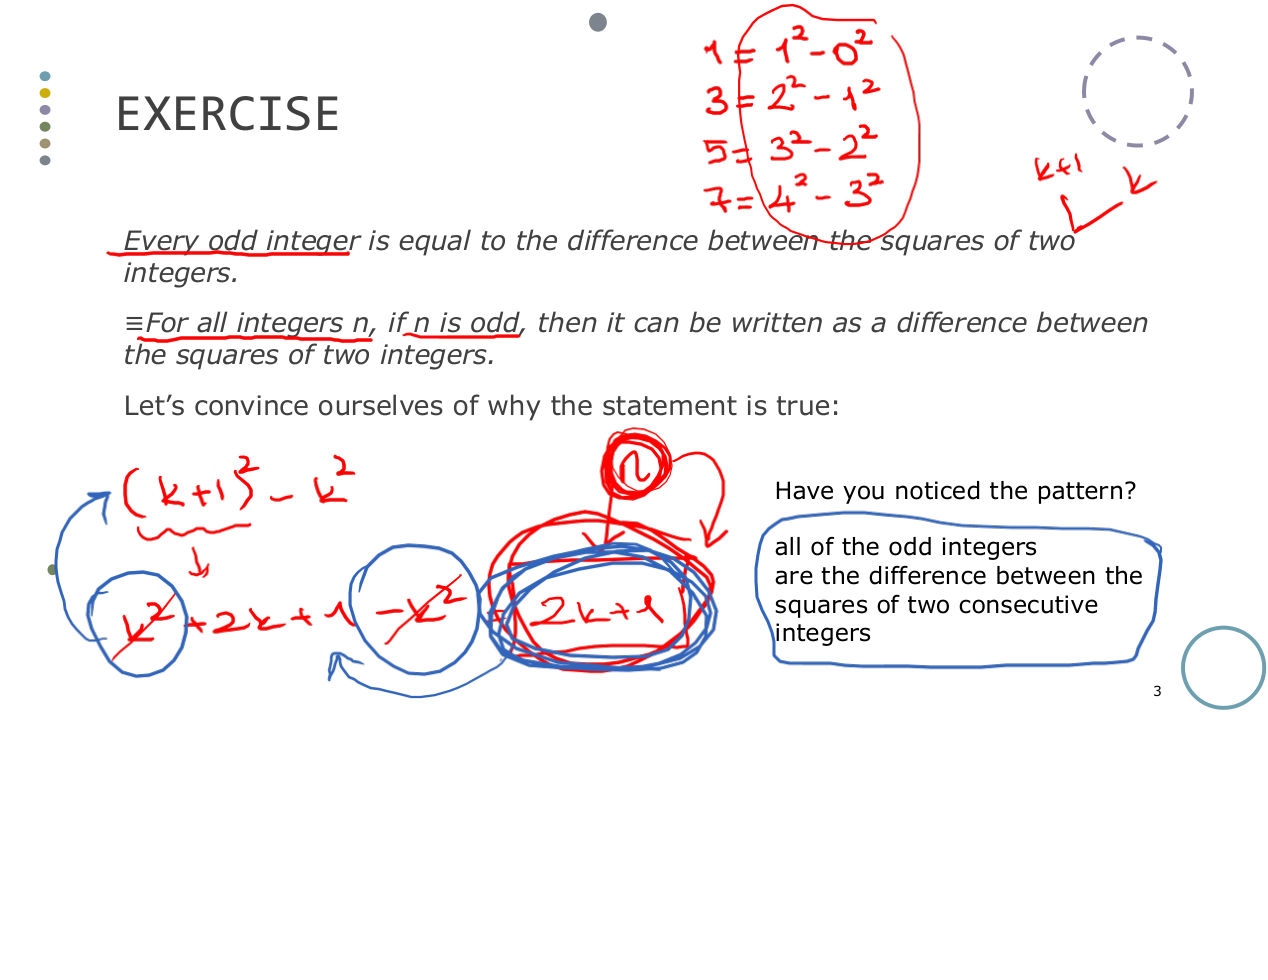 1 = 1² - 0²
3 = 2² - 1²
5 = 3² - 2²
7 = 4² - 3²
EXERCISE
k+1 k
Every odd integer is equal to the difference between the squares of two
integers.
≡For all integers n, if n is odd, then it can be written as a difference between
the squares of two integers.
Let’s convince ourselves of why the statement is true:
(k+1)² - k²
n
k² + 2k + 1 - k² = 2k+1
Have you noticed the pattern?
all of the odd integers
are the difference between the
squares of two consecutive
integers
3